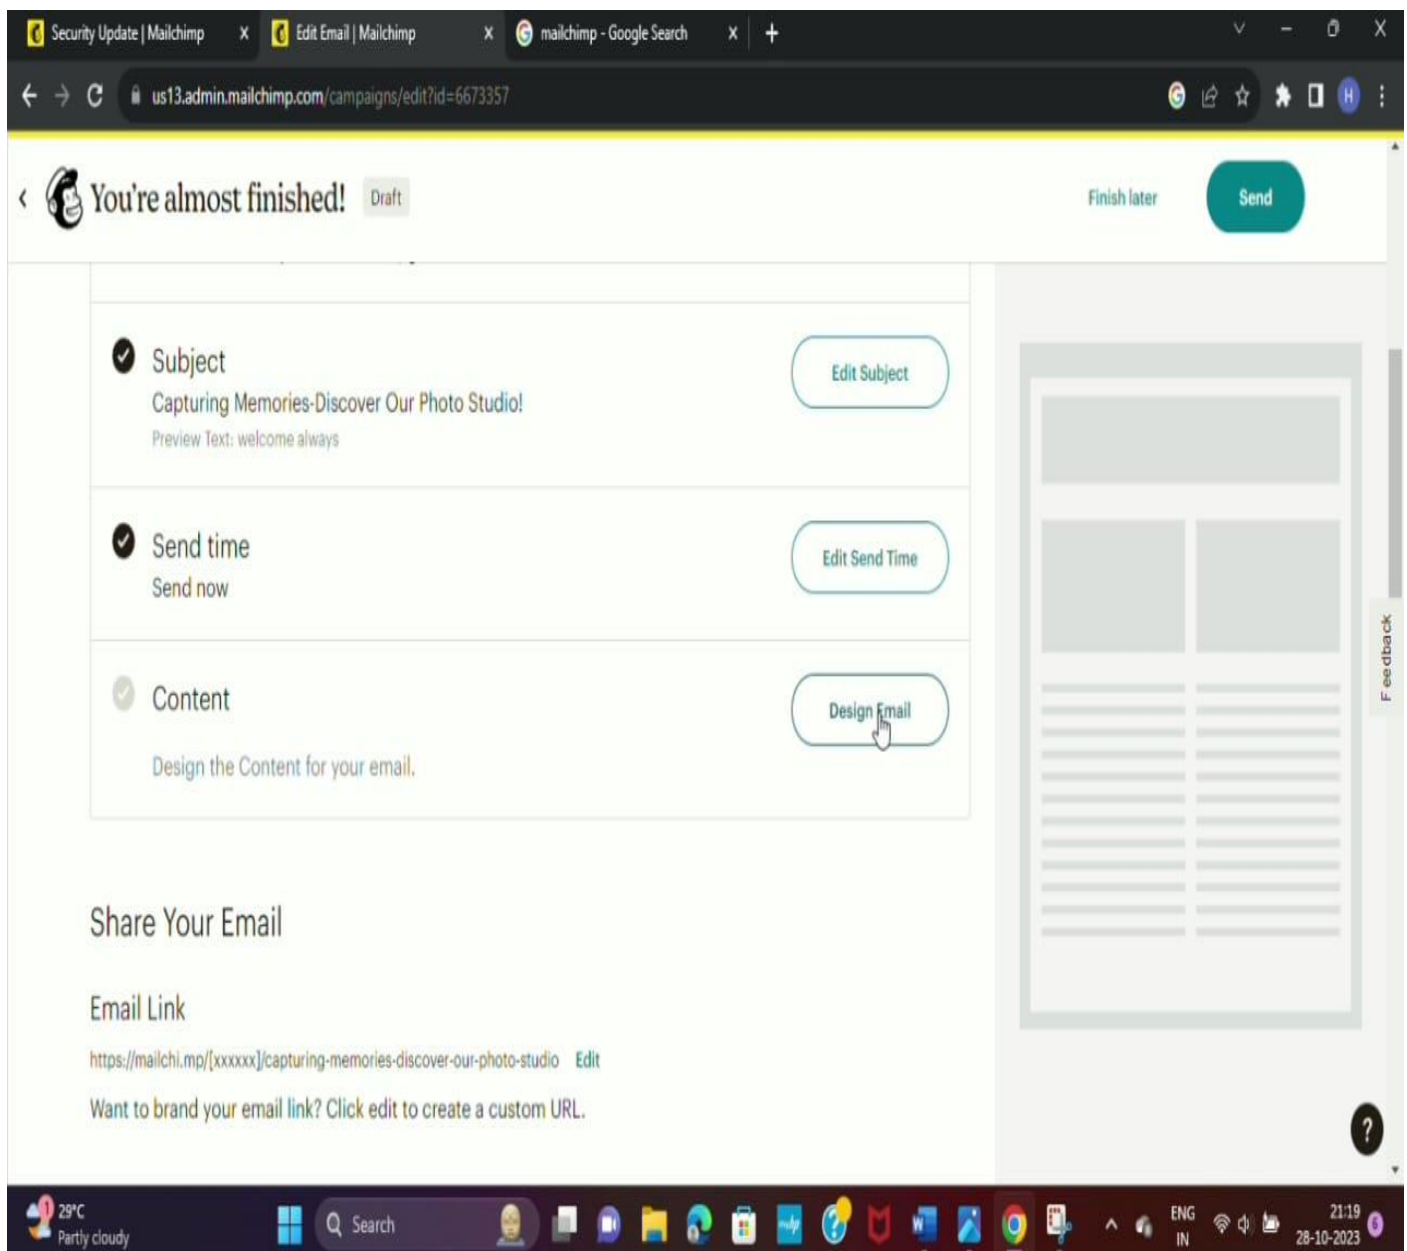 Security Update | Mailchimp
Edit Email | Mailchimp
mailchimp - Google Search
us13.admin.mailchimp.com/campaigns/edit?id=6673357
H
You're almost finished!
Draft
Finish later
Send
Subject
Capturing Memories-Discover Our Photo Studio!
Preview Text: welcome always
Edit Subject
Send time
Send now
Edit Send Time
Content
Design the Content for your email.
Design Email
Feedback
Share Your Email
Email Link
https://mailchi.mp/[xxxxxx]/capturing-memories-discover-our-photo-studio Edit
Want to brand your email link? Click edit to create a custom URL.
?
1
29°C
Partly cloudy
Search
ENG
IN
21:19
28-10-2023
6